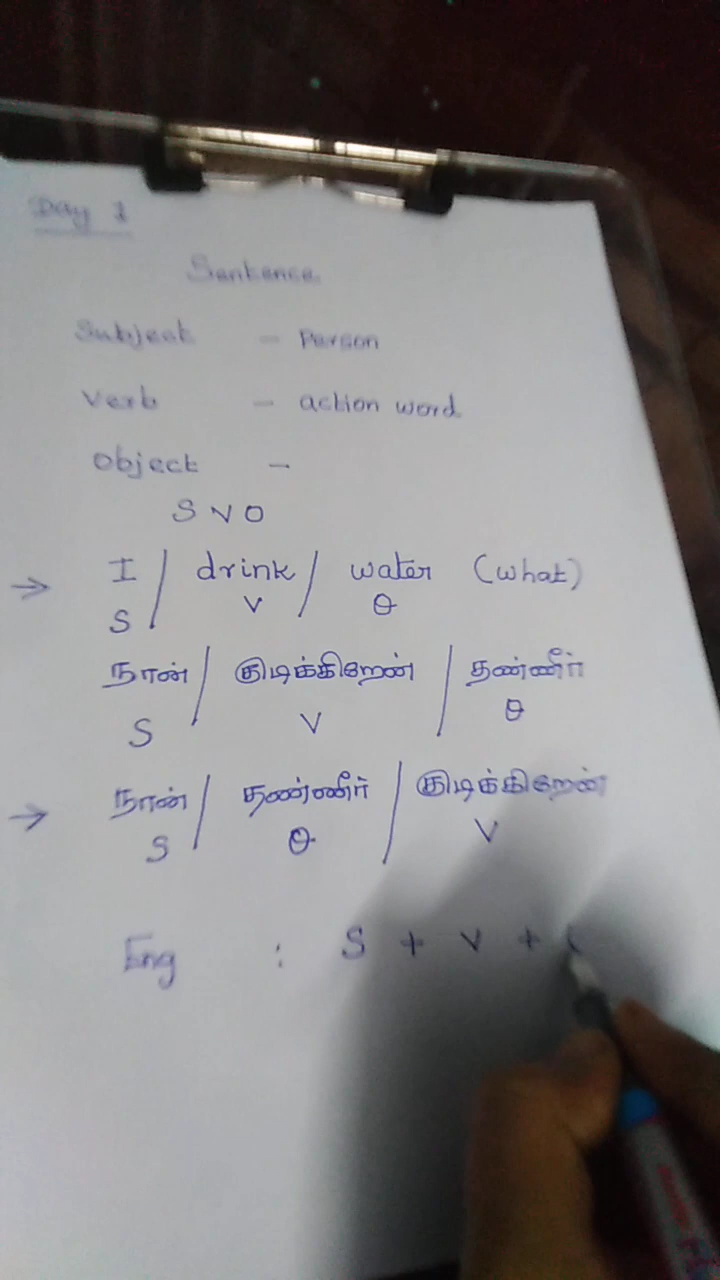 Day 1
Sentence
Subject - Person
Verb - action word
Object -
S V O
→ I / drink / water (what)
S V O
நான் / குடிக்கிறேன் / தண்ணீர்
S V O
→ நான் / தண்ணீர் / குடிக்கிறேன்
S O V
Eng : S + V +